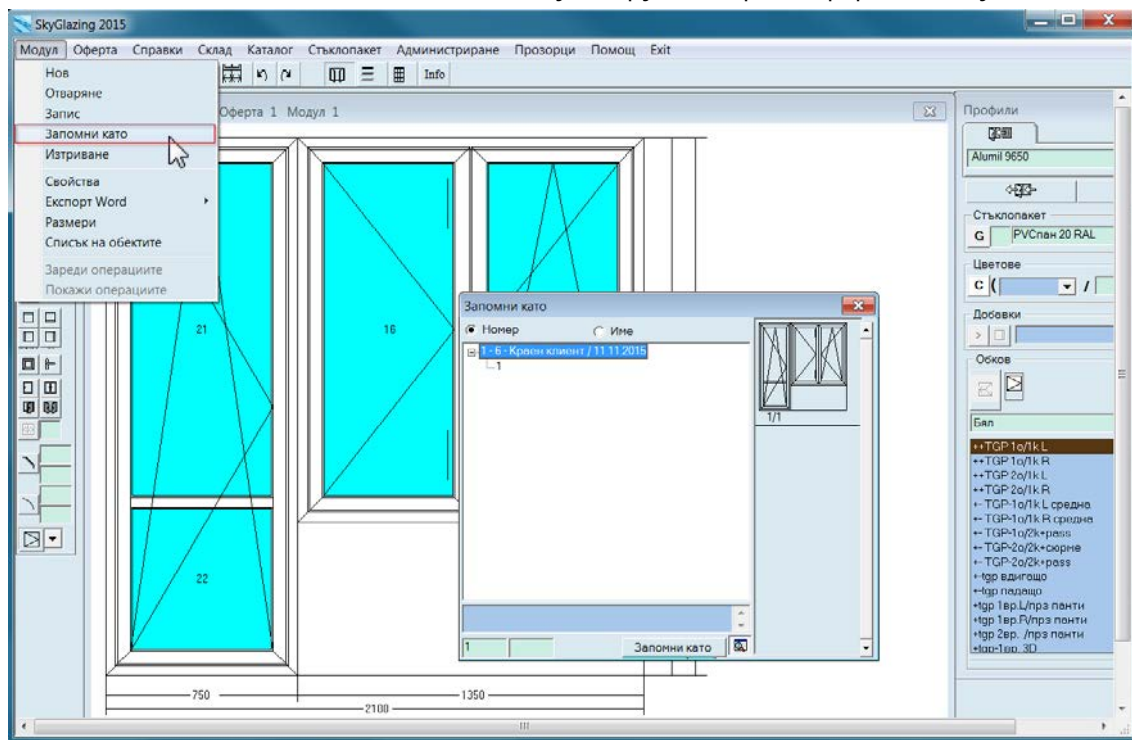 SkyGlazing 2015
Модул Оферта Справки Склад Каталог Стъклопакет Администриране Прозорци Помощ Exit
Info
Нов
Отваряне
Запис
Запомни като
Изтриване
Свойства
Експорт Word
Размери
Списък на обектите
Зареди операциите
Покажи операциите
Оферта 1 Модул 1
21
16
22
750
1350
2100
Запомни като
Номер Име
1 - 6 - Краен клиент / 11.11.2015
1
1/1
1
Запомни като
Профили
Alumil 9650
Стъклопакет
G PVCпан 20 RAL
Цветове
C ( /
Добавки
>
Обков
Бял
++TGP 1o/1k L
++TGP 1o/1k R
++TGP 2o/1k L
++TGP 2o/1k R
+- TGP-1o/1k L средна
+- TGP-1o/1k R средна
+- TGP-1o/2k+pass
+- TGP-2o/2k+сюрме
+- TGP-2o/2k+pass
+-tgp вдигащо
+-tgp падащо
+tgp 1вр.L/прз панти
+tgp 1вр.R/прз панти
+tgp 2вр. /прз панти
+tgp-1вр. 3D